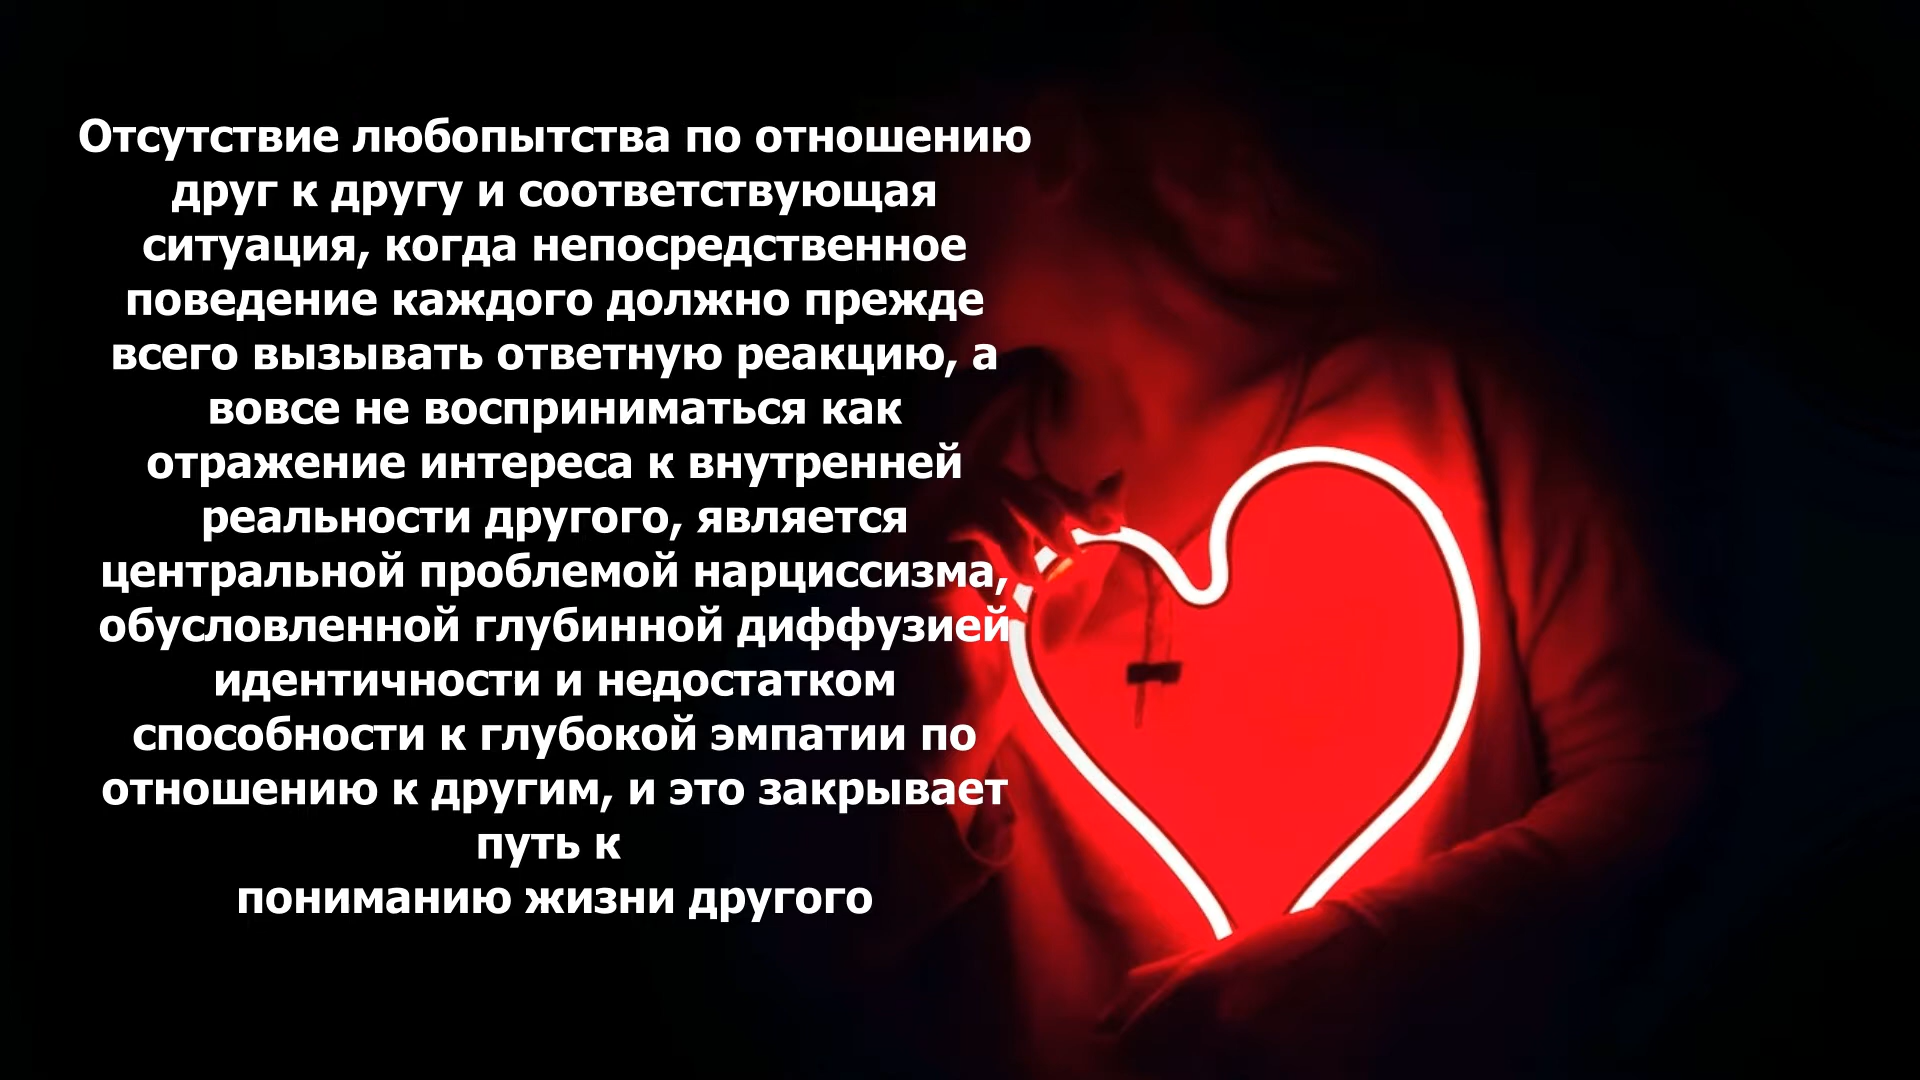 Отсутствие любопытства по отношению
друг к другу и соответствующая
ситуация, когда непосредственное
поведение каждого должно прежде
всего вызывать ответную реакцию, а
вовсе не восприниматься как
отражение интереса к внутренней
реальности другого, является
центральной проблемой нарциссизма,
обусловленной глубинной диффузией
идентичности и недостатком
способности к глубокой эмпатии по
отношению к другим, и это закрывает
путь к
пониманию жизни другого